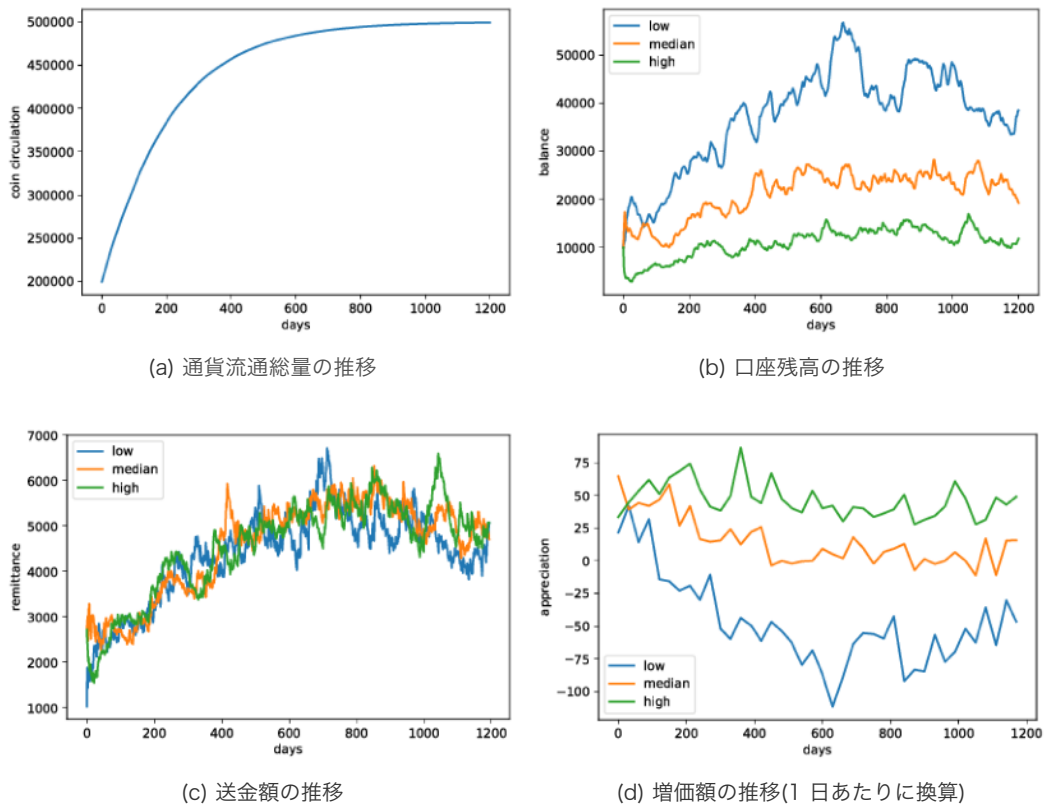 500000
450000
400000
350000
300000
250000
200000
coin circulation
0 200 400 600 800 1000 1200
days
(a) 通貨流通総量の推移
low
median
high
50000
40000
30000
20000
10000
balance
0 200 400 600 800 1000 1200
days
(b) 口座残高の推移
low
median
high
7000
6000
5000
4000
3000
2000
1000
remittance
0 200 400 600 800 1000 1200
days
(c) 送金額の推移
75
50
25
0
−25
−50
−75
−100
appreciation
low
median
high
0 200 400 600 800 1000 1200
days
(d) 増価額の推移(1 日あたりに換算)